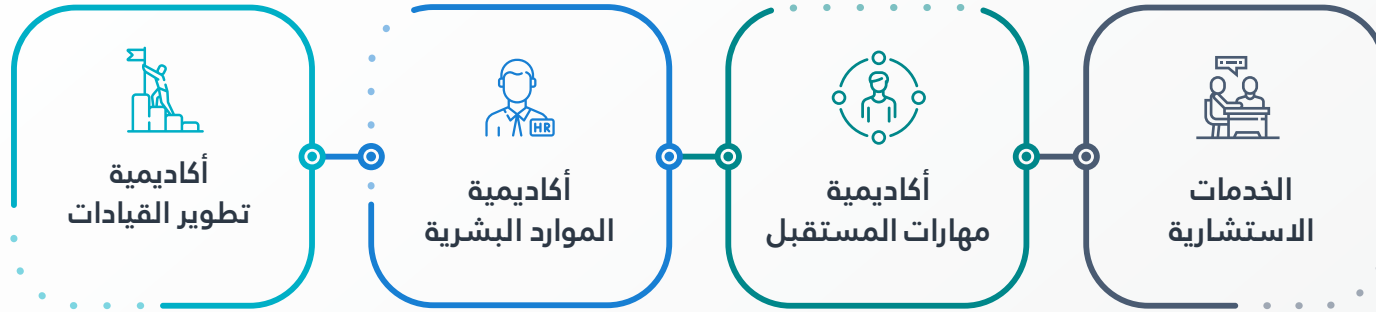 الخدمات
الاستشارية
أكاديمية
مهارات المستقبل
أكاديمية
الموارد البشرية
HR
أكاديمية
تطوير القيادات